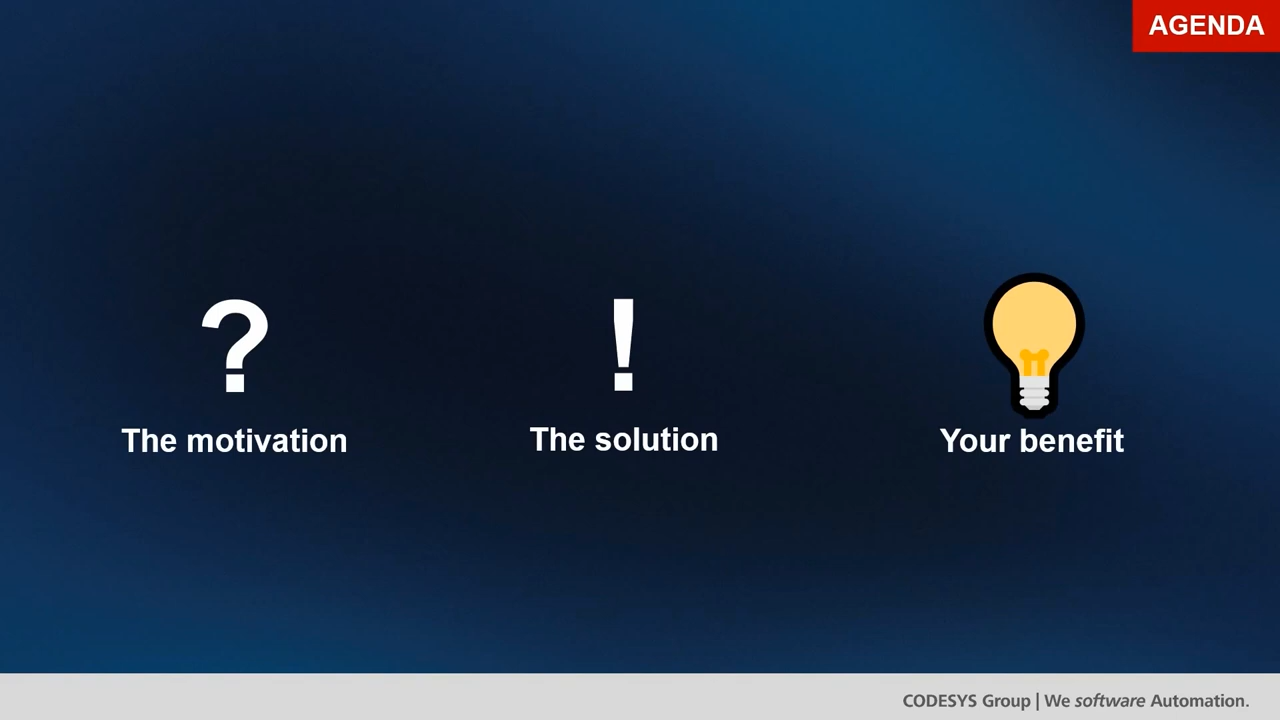 AGENDA
?
!
The motivation
The solution
Your benefit
CODESYS Group | We software Automation.